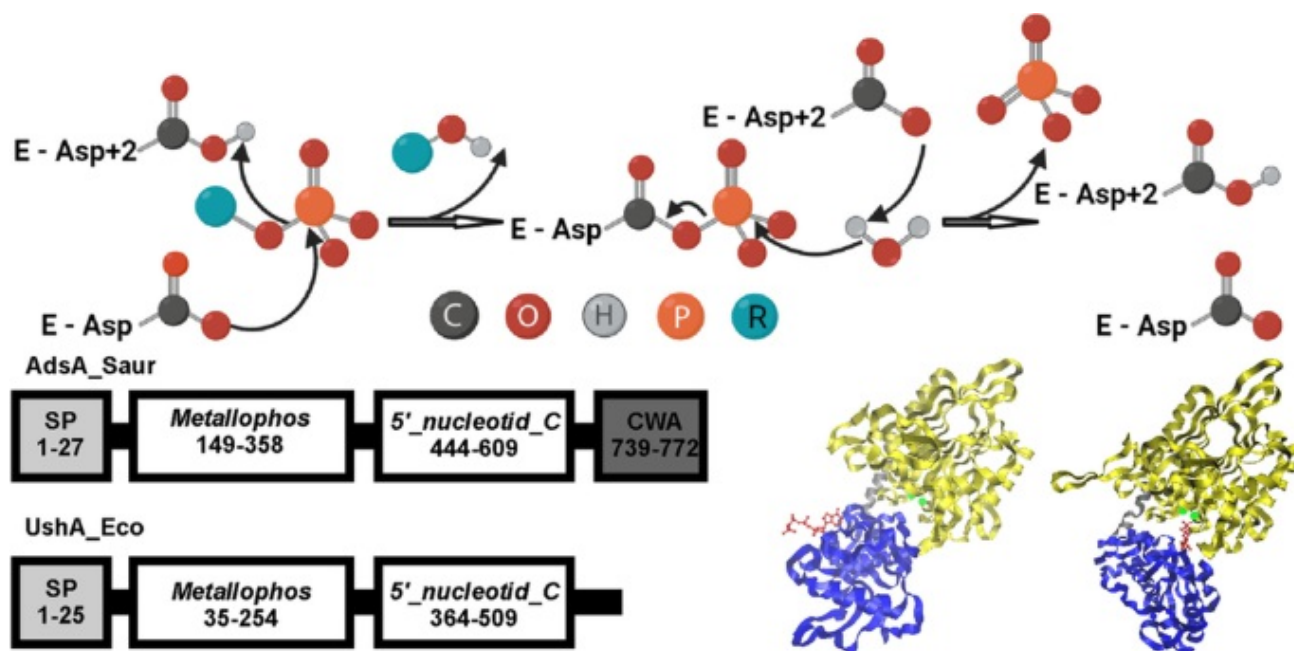 E - Asp+2
E - Asp
E - Asp
E - Asp+2
E - Asp+2
E - Asp
C O H P R
AdsA_Saur
SP
1-27
Metallophos
149-358
5'_nucleotid_C
444-609
CWA
739-772
UshA_Eco
SP
1-25
Metallophos
35-254
5'_nucleotid_C
364-509